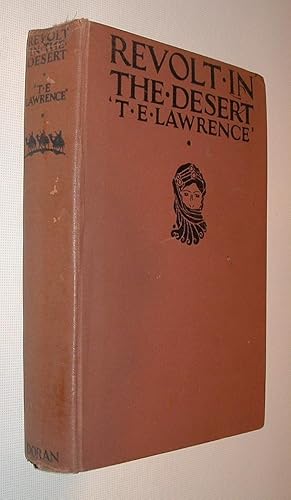 REVOLT
IN·THE
DESERT
'T·E·
LAWRENCE'
DORAN
REVOLT·IN
THE·DESERT
'T·E·LAWRENCE'